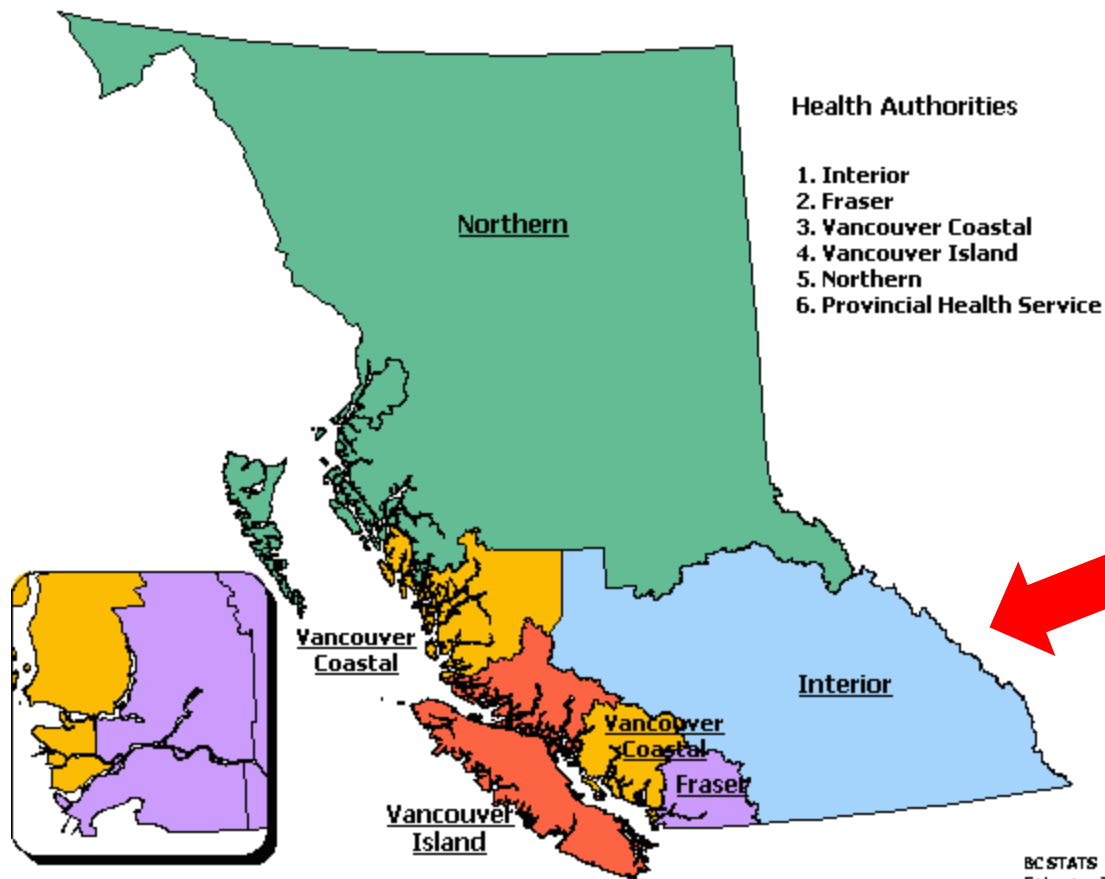 Health Authorities
1. Interior
2. Fraser
3. Vancouver Coastal
4. Vancouver Island
5. Northern
6. Provincial Health Service
Northern
Vancouver
Coastal
Interior
Vancouver
Coastal
Fraser
Vancouver
Island
BC STATS